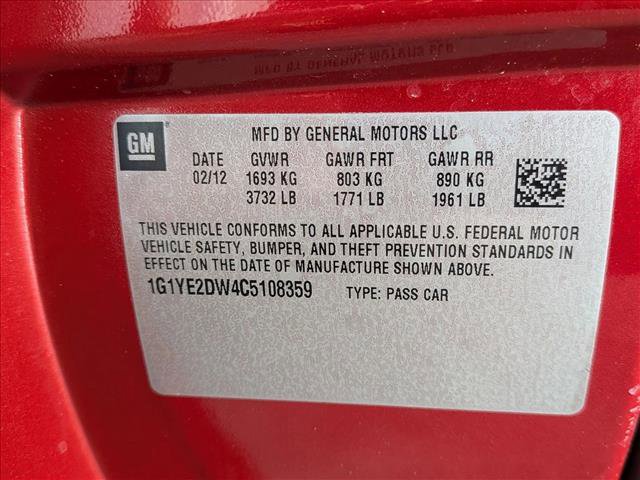 GM
MFD BY GENERAL MOTORS LLC
DATE GVWR GAWR FRT GAWR RR
02/12 1693 KG 803 KG 890 KG
3732 LB 1771 LB 1961 LB
THIS VEHICLE CONFORMS TO ALL APPLICABLE U.S. FEDERAL MOTOR
VEHICLE SAFETY, BUMPER, AND THEFT PREVENTION STANDARDS IN
EFFECT ON THE DATE OF MANUFACTURE SHOWN ABOVE.
1G1YE2DW4C5108359 TYPE: PASS CAR